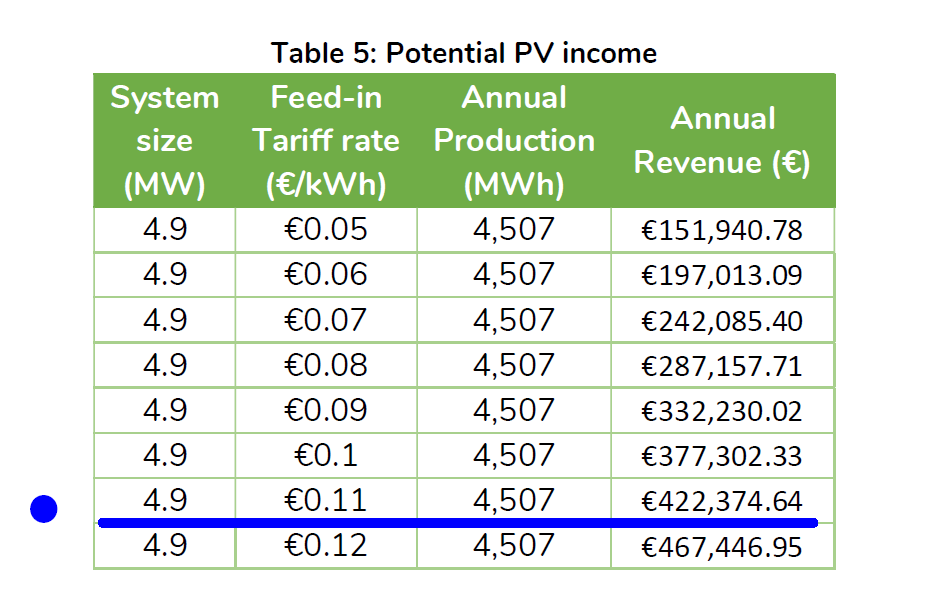 Table 5: Potential PV income
System size (MW) Feed-in Tariff rate (€/kWh) Annual Production (MWh) Annual Revenue (€)
4.9 €0.05 4,507 €151,940.78
4.9 €0.06 4,507 €197,013.09
4.9 €0.07 4,507 €242,085.40
4.9 €0.08 4,507 €287,157.71
4.9 €0.09 4,507 €332,230.02
4.9 €0.1 4,507 €377,302.33
4.9 €0.11 4,507 €422,374.64
4.9 €0.12 4,507 €467,446.95